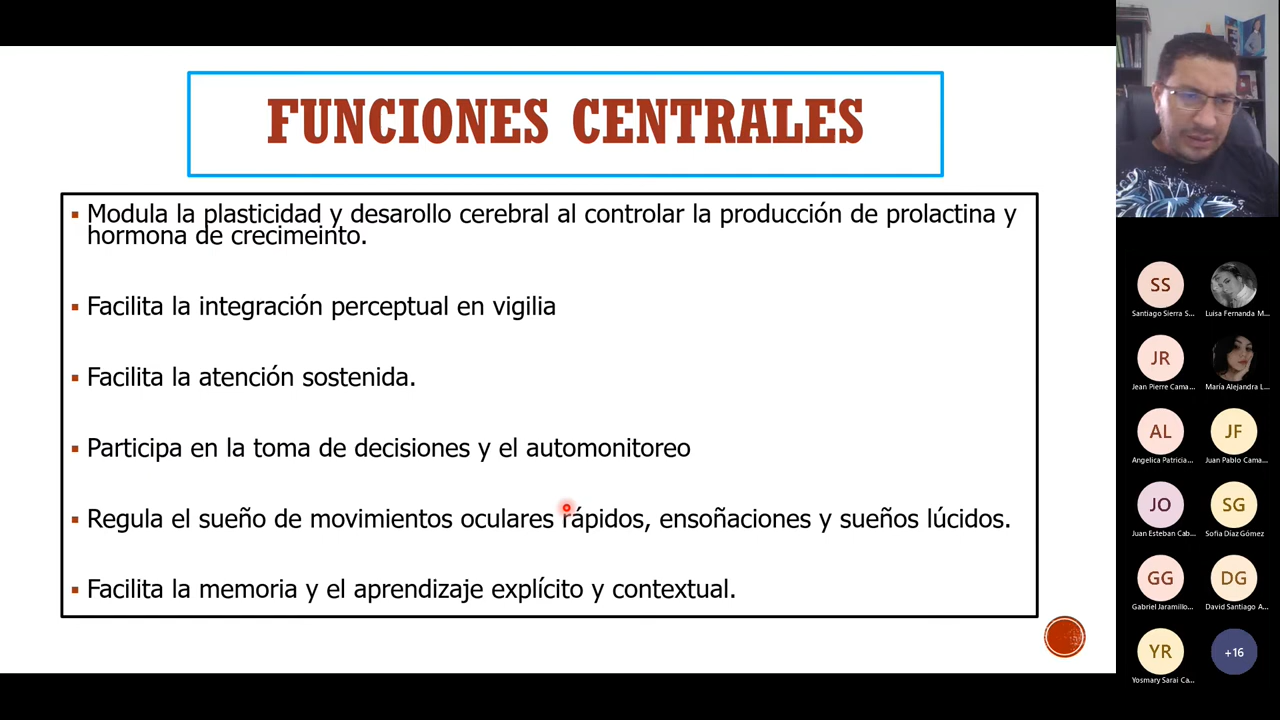 FUNCIONES CENTRALES
▪ Modula la plasticidad y desarollo cerebral al controlar la producción de prolactina y
hormona de crecimeinto.
▪ Facilita la integración perceptual en vigilia
▪ Facilita la atención sostenida.
▪ Participa en la toma de decisiones y el automonitoreo
▪ Regula el sueño de movimientos oculares rápidos, ensoñaciones y sueños lúcidos.
▪ Facilita la memoria y el aprendizaje explícito y contextual.
SS
Santiago Sierra S...
Luisa Fernanda M...
JR
Jean Pierre Cama...
María Alejandra L...
AL
Angelica Patricia...
JF
Juan Pablo Cama...
JO
Juan Esteban Cab...
SG
Sofia Díaz Gómez
GG
Gabriel Jaramillo...
DG
David Santiago A...
YR
Yosmary Sarai Ca...
+16